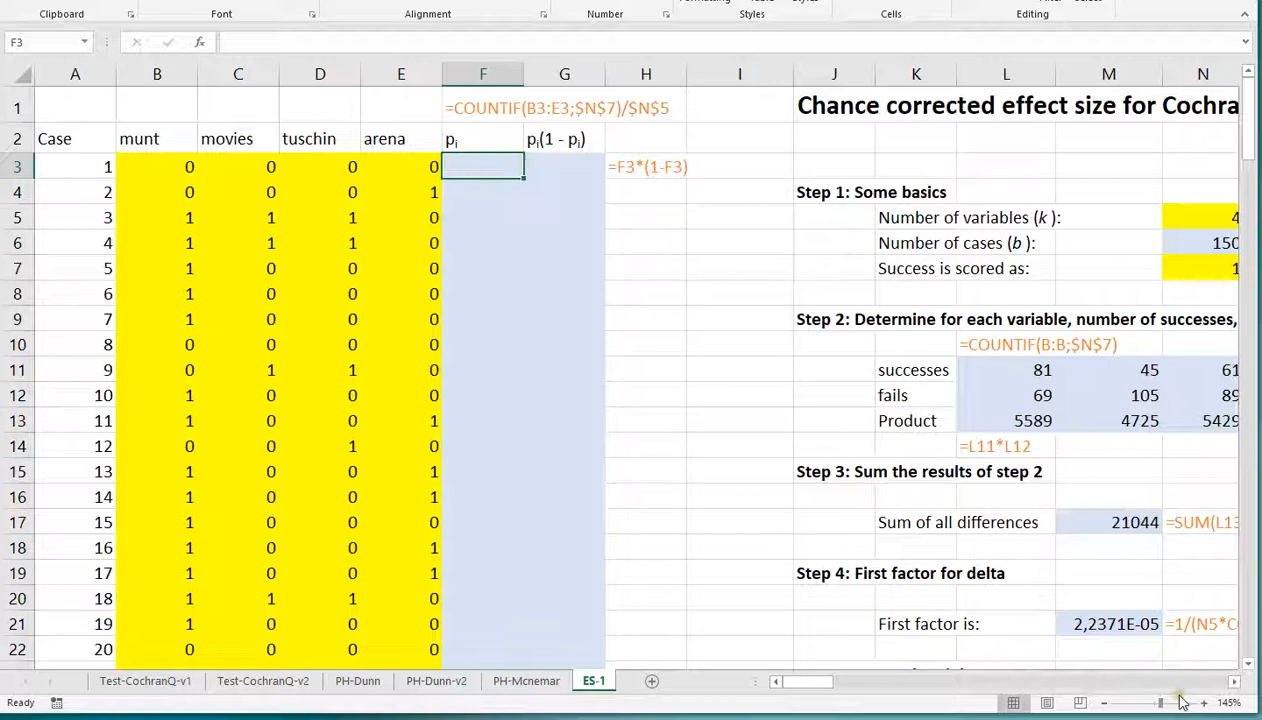 Clipboard Font Alignment Number Styles Cells Editing
F3 fx
A B C D E F G H I J K L M N
1 =COUNTIF(B3:E3;$N$7)/$N$5 Chance corrected effect size for Cochra
2 Case munt movies tuschin arena pi pi(1 - pi)
3 1 0 0 0 0 =F3*(1-F3)
4 2 0 0 0 1 Step 1: Some basics
5 3 1 1 1 0 Number of variables (k ): 4
6 4 1 1 1 0 Number of cases (b ): 150
7 5 1 0 0 0 Success is scored as: 1
8 6 1 0 0 0
9 7 1 0 0 0 Step 2: Determine for each variable, number of successes,
10 8 0 0 0 0 =COUNTIF(B:B;$N$7)
11 9 0 1 1 0 successes 81 45 61
12 10 1 0 0 0 fails 69 105 89
13 11 1 0 0 1 Product 5589 4725 5429
14 12 0 0 1 0 =L11*L12
15 13 1 0 0 1 Step 3: Sum the results of step 2
16 14 1 0 0 1
17 15 1 0 0 0 Sum of all differences 21044 =SUM(L13
18 16 1 0 0 1
19 17 1 0 0 1 Step 4: First factor for delta
20 18 1 1 1 0
21 19 1 0 0 0 First factor is: 2,2371E-05 =1/(N5*C
22 20 0 0 0 0
Test-CochranQ-v1 Test-CochranQ-v2 PH-Dunn PH-Dunn-v2 PH-Mcnemar ES-1
Ready 145%